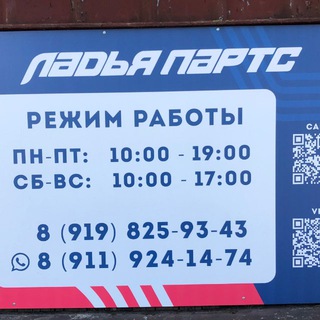 ЛАДЬЯ ПАРТС
РЕЖИМ РАБОТЫ
ПН-ПТ: 10:00 - 19:00
СБ-ВС: 10:00 - 17:00
8 (919) 825-93-43
8 (911) 924-14-74